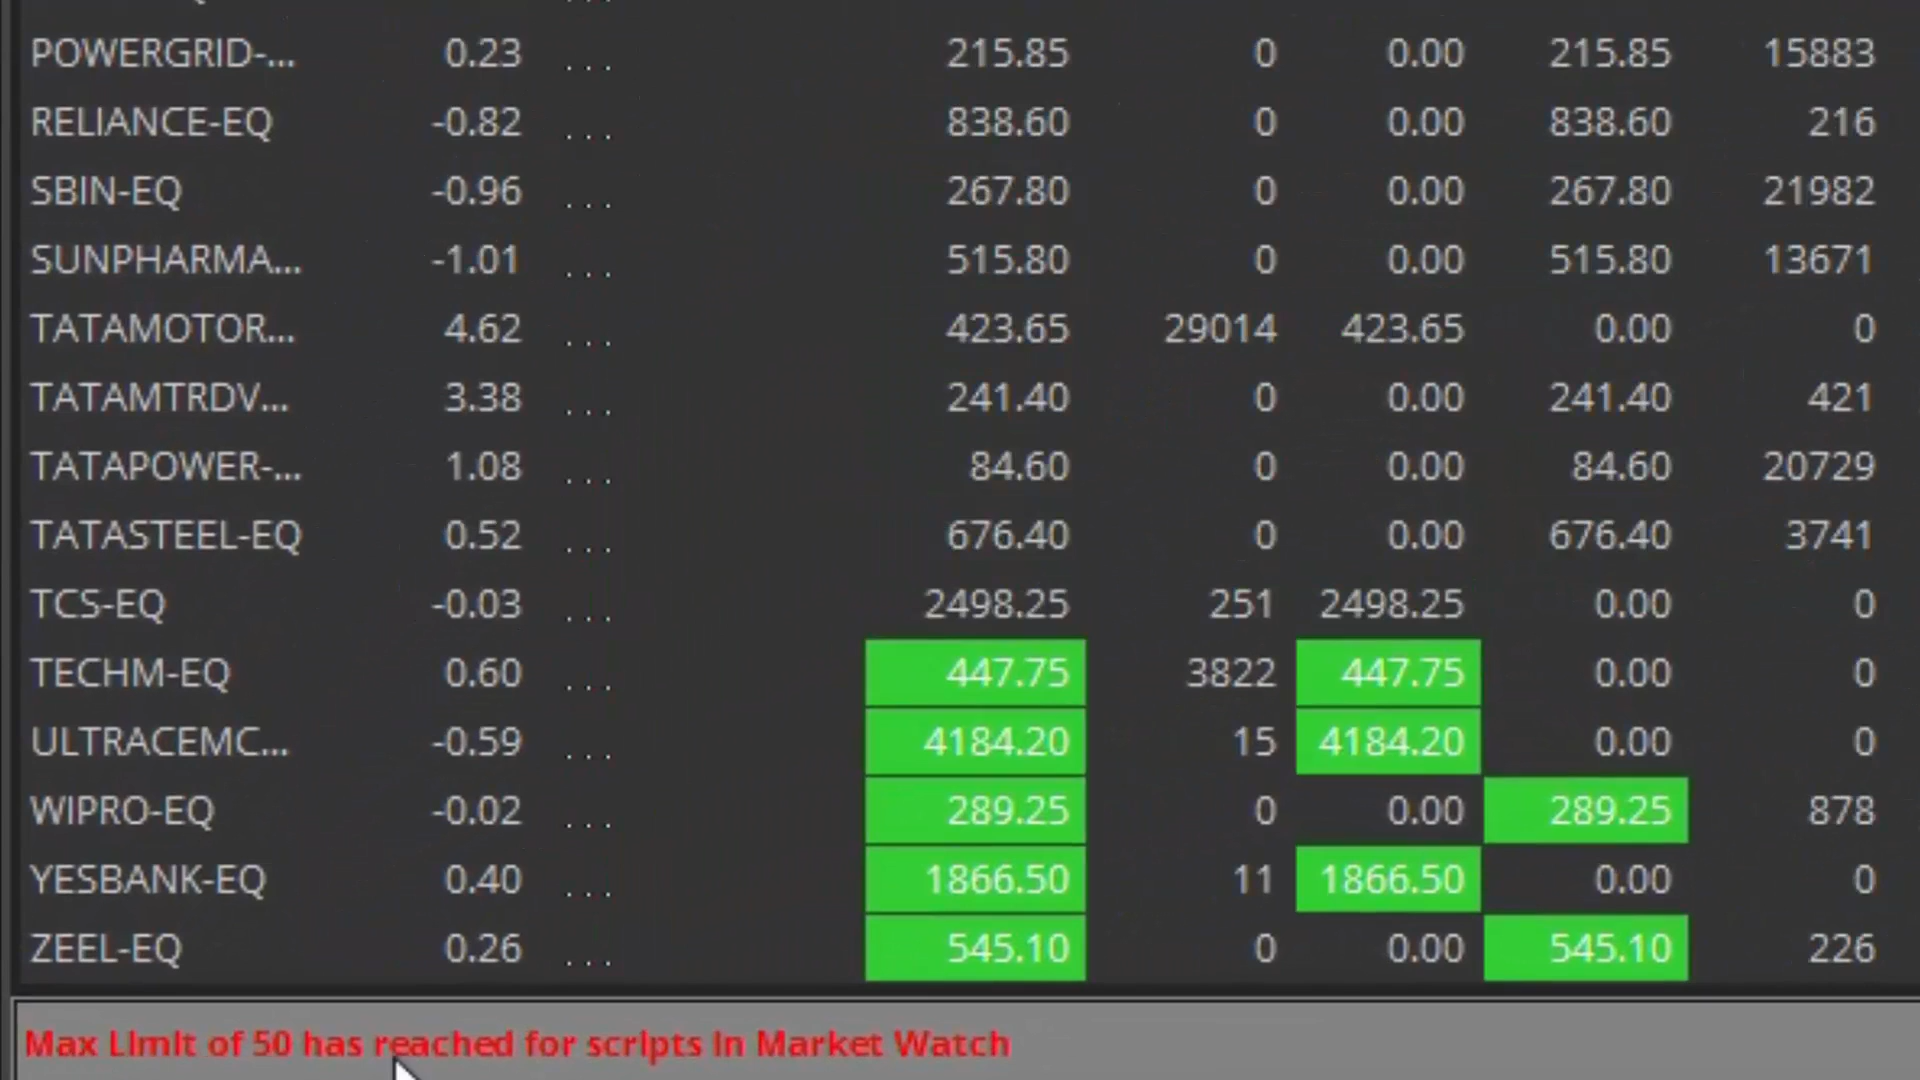 POWERGRID-... 0.23 ... 215.85 0 0.00 215.85 15883
RELIANCE-EQ -0.82 ... 838.60 0 0.00 838.60 216
SBIN-EQ -0.96 ... 267.80 0 0.00 267.80 21982
SUNPHARMA... -1.01 ... 515.80 0 0.00 515.80 13671
TATAMOTOR... 4.62 ... 423.65 29014 423.65 0.00 0
TATAMTRDV... 3.38 ... 241.40 0 0.00 241.40 421
TATAPOWER-... 1.08 ... 84.60 0 0.00 84.60 20729
TATASTEEL-EQ 0.52 ... 676.40 0 0.00 676.40 3741
TCS-EQ -0.03 ... 2498.25 251 2498.25 0.00 0
TECHM-EQ 0.60 ... 447.75 3822 447.75 0.00 0
ULTRACEMC... -0.59 ... 4184.20 15 4184.20 0.00 0
WIPRO-EQ -0.02 ... 289.25 0 0.00 289.25 878
YESBANK-EQ 0.40 ... 1866.50 11 1866.50 0.00 0
ZEEL-EQ 0.26 ... 545.10 0 0.00 545.10 226
Max Limit of 50 has reached for scripts in Market Watch